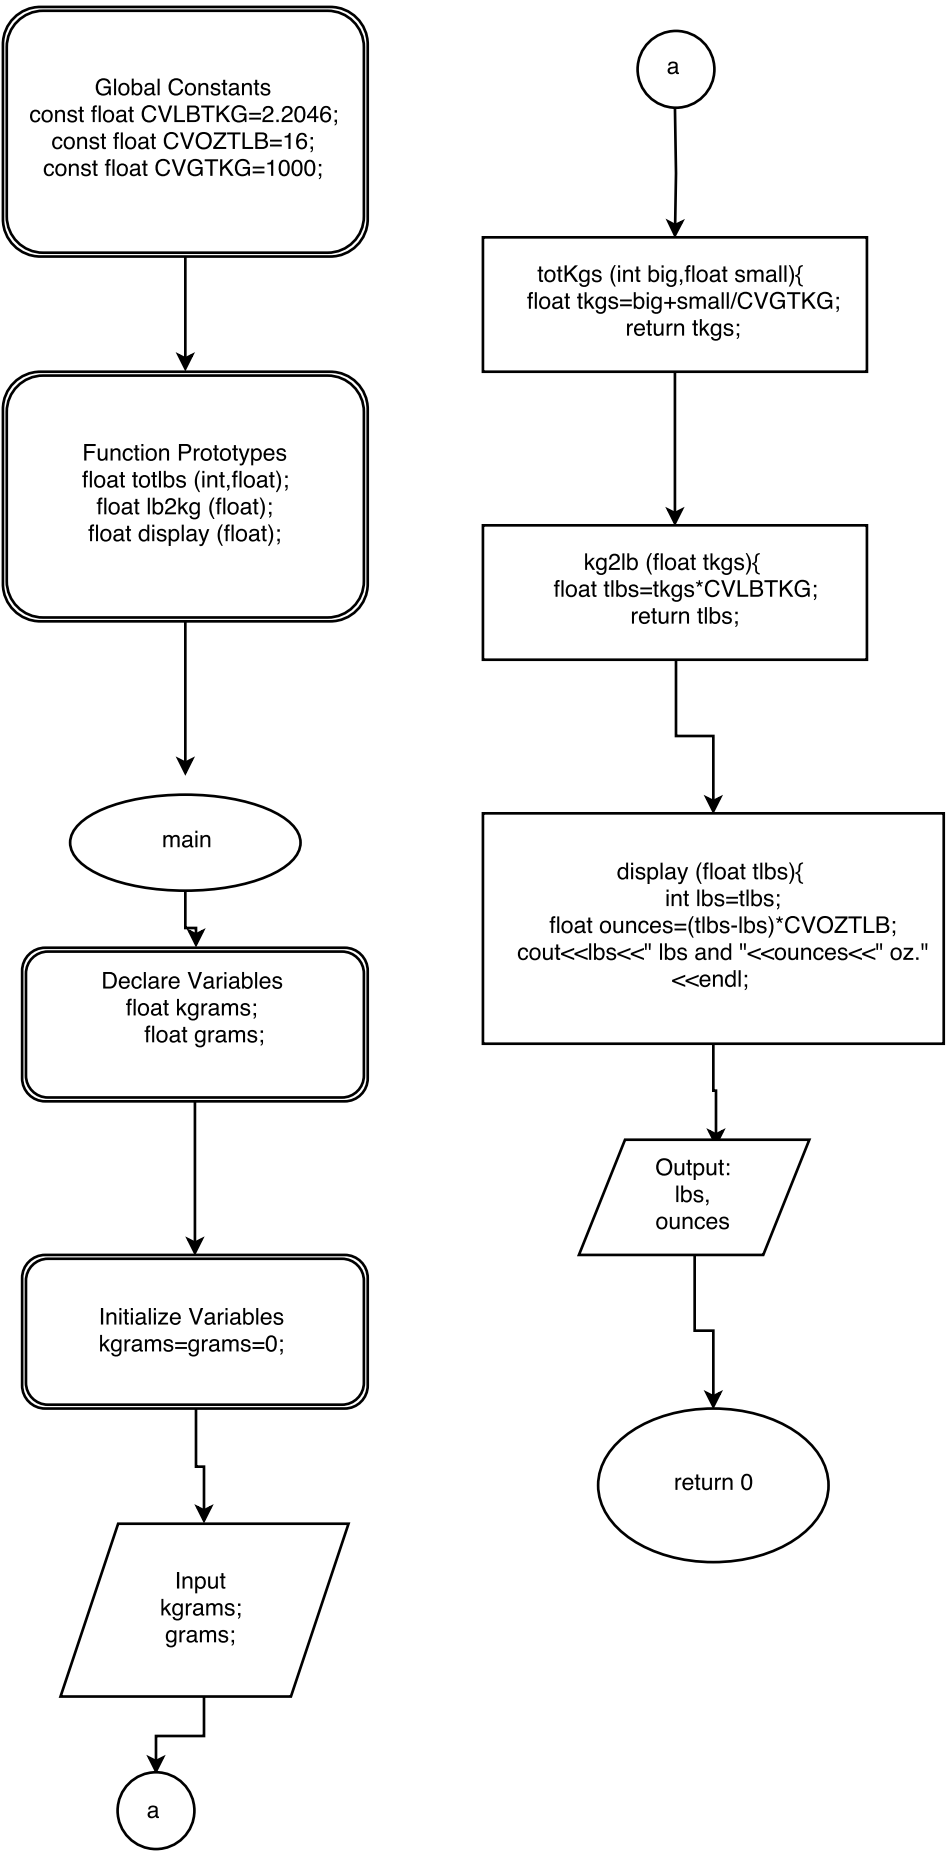 Global Constants
const float CVLBTKG=2.2046;
const float CVOZTLB=16;
const float CVGTKG=1000;
Function Prototypes
float totlbs (int,float);
float lb2kg (float);
float display (float);
main
Declare Variables
float kgrams;
float grams;
Initialize Variables
kgrams=grams=0;
Input
kgrams;
grams;
a
a
totKgs (int big,float small){
float tkgs=big+small/CVGTKG;
return tkgs;
kg2lb (float tkgs){
float tlbs=tkgs*CVLBTKG;
return tlbs;
display (float tlbs){
int lbs=tlbs;
float ounces=(tlbs-lbs)*CVOZTLB;
cout<<lbs<<" lbs and "<<ounces<<" oz."
<<endl;
Output:
lbs,
ounces
return 0